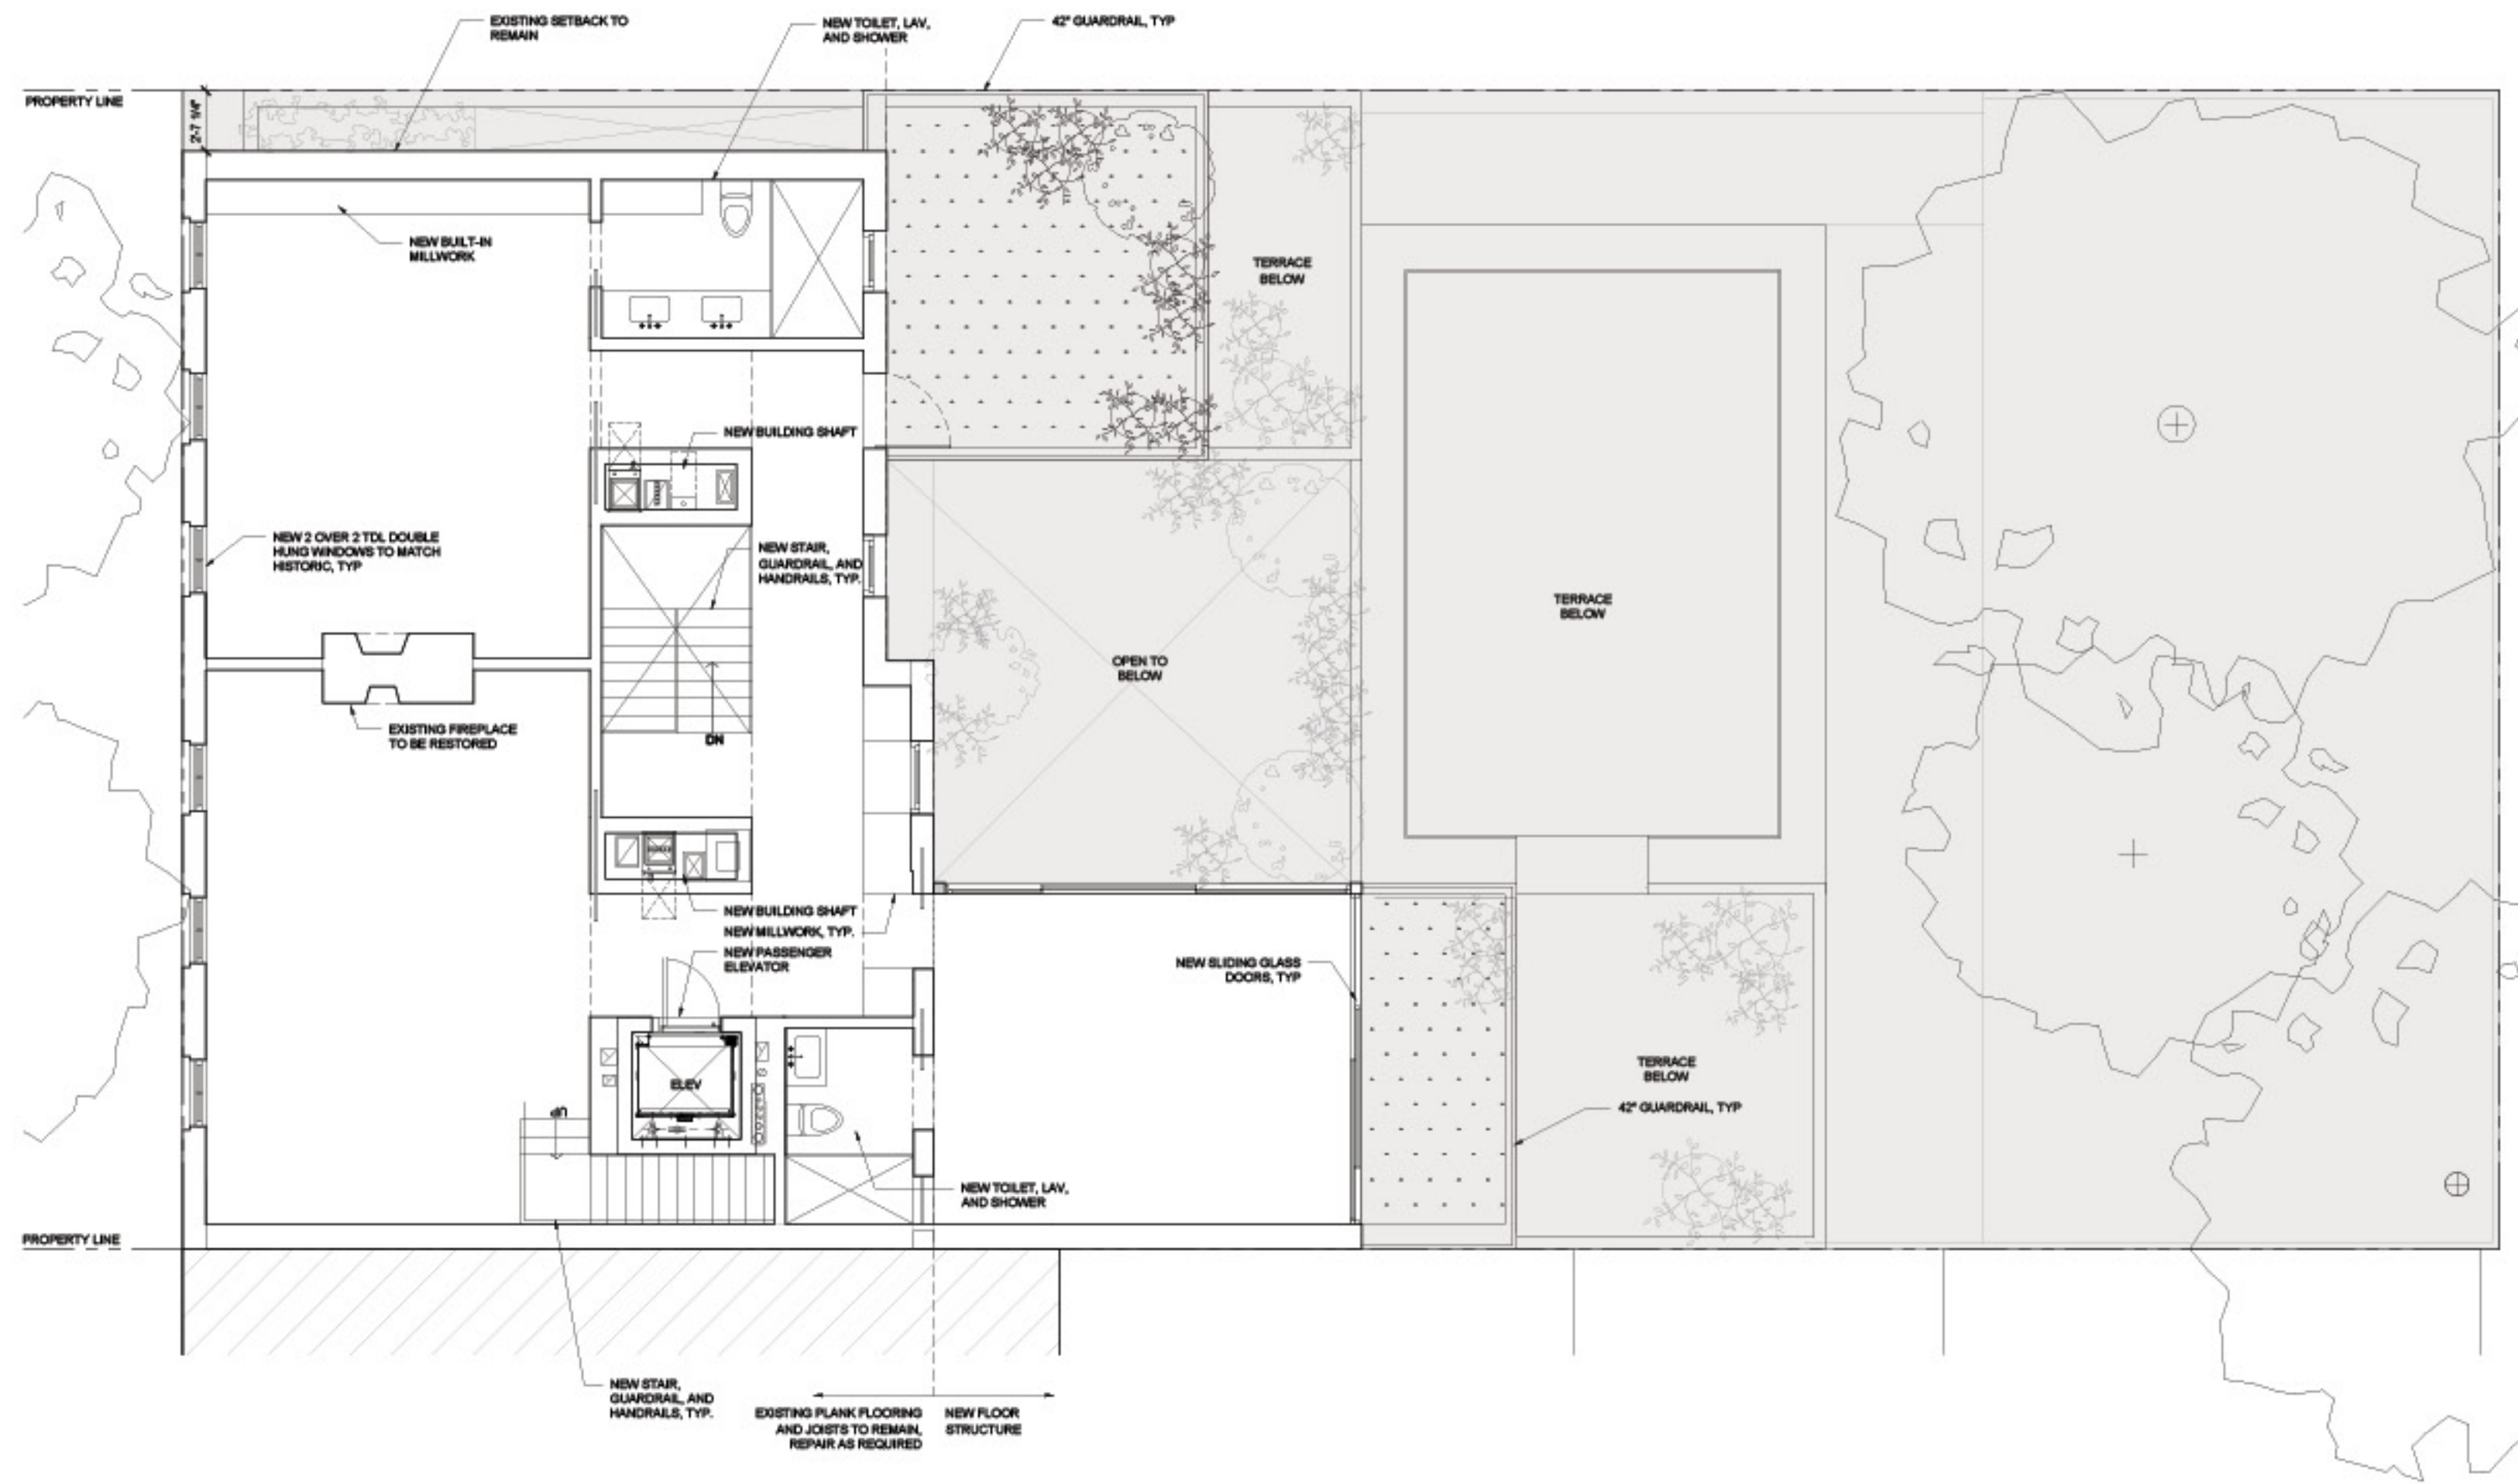 EXISTING SETBACK TO
REMAIN
NEW TOILET, LAV,
AND SHOWER
42" GUARDRAIL, TYP
PROPERTY LINE
2'-7 1/4"
NEW BUILT-IN
MILLWORK
TERRACE
BELOW
NEW BUILDING SHAFT
NEW 2 OVER 2 TDL DOUBLE
HUNG WINDOWS TO MATCH
HISTORIC, TYP
NEW STAIR,
GUARDRAIL, AND
HANDRAILS, TYP.
TERRACE
BELOW
OPEN TO
BELOW
EXISTING FIREPLACE
TO BE RESTORED
DN
NEW BUILDING SHAFT
NEW MILLWORK, TYP.
NEW PASSENGER
ELEVATOR
NEW SLIDING GLASS
DOORS, TYP
ELEV
TERRACE
BELOW
UP
42" GUARDRAIL, TYP
NEW TOILET, LAV,
AND SHOWER
PROPERTY LINE
NEW STAIR,
GUARDRAIL, AND
HANDRAILS, TYP.
EXISTING PLANK FLOORING
AND JOISTS TO REMAIN,
REPAIR AS REQUIRED
NEW FLOOR
STRUCTURE